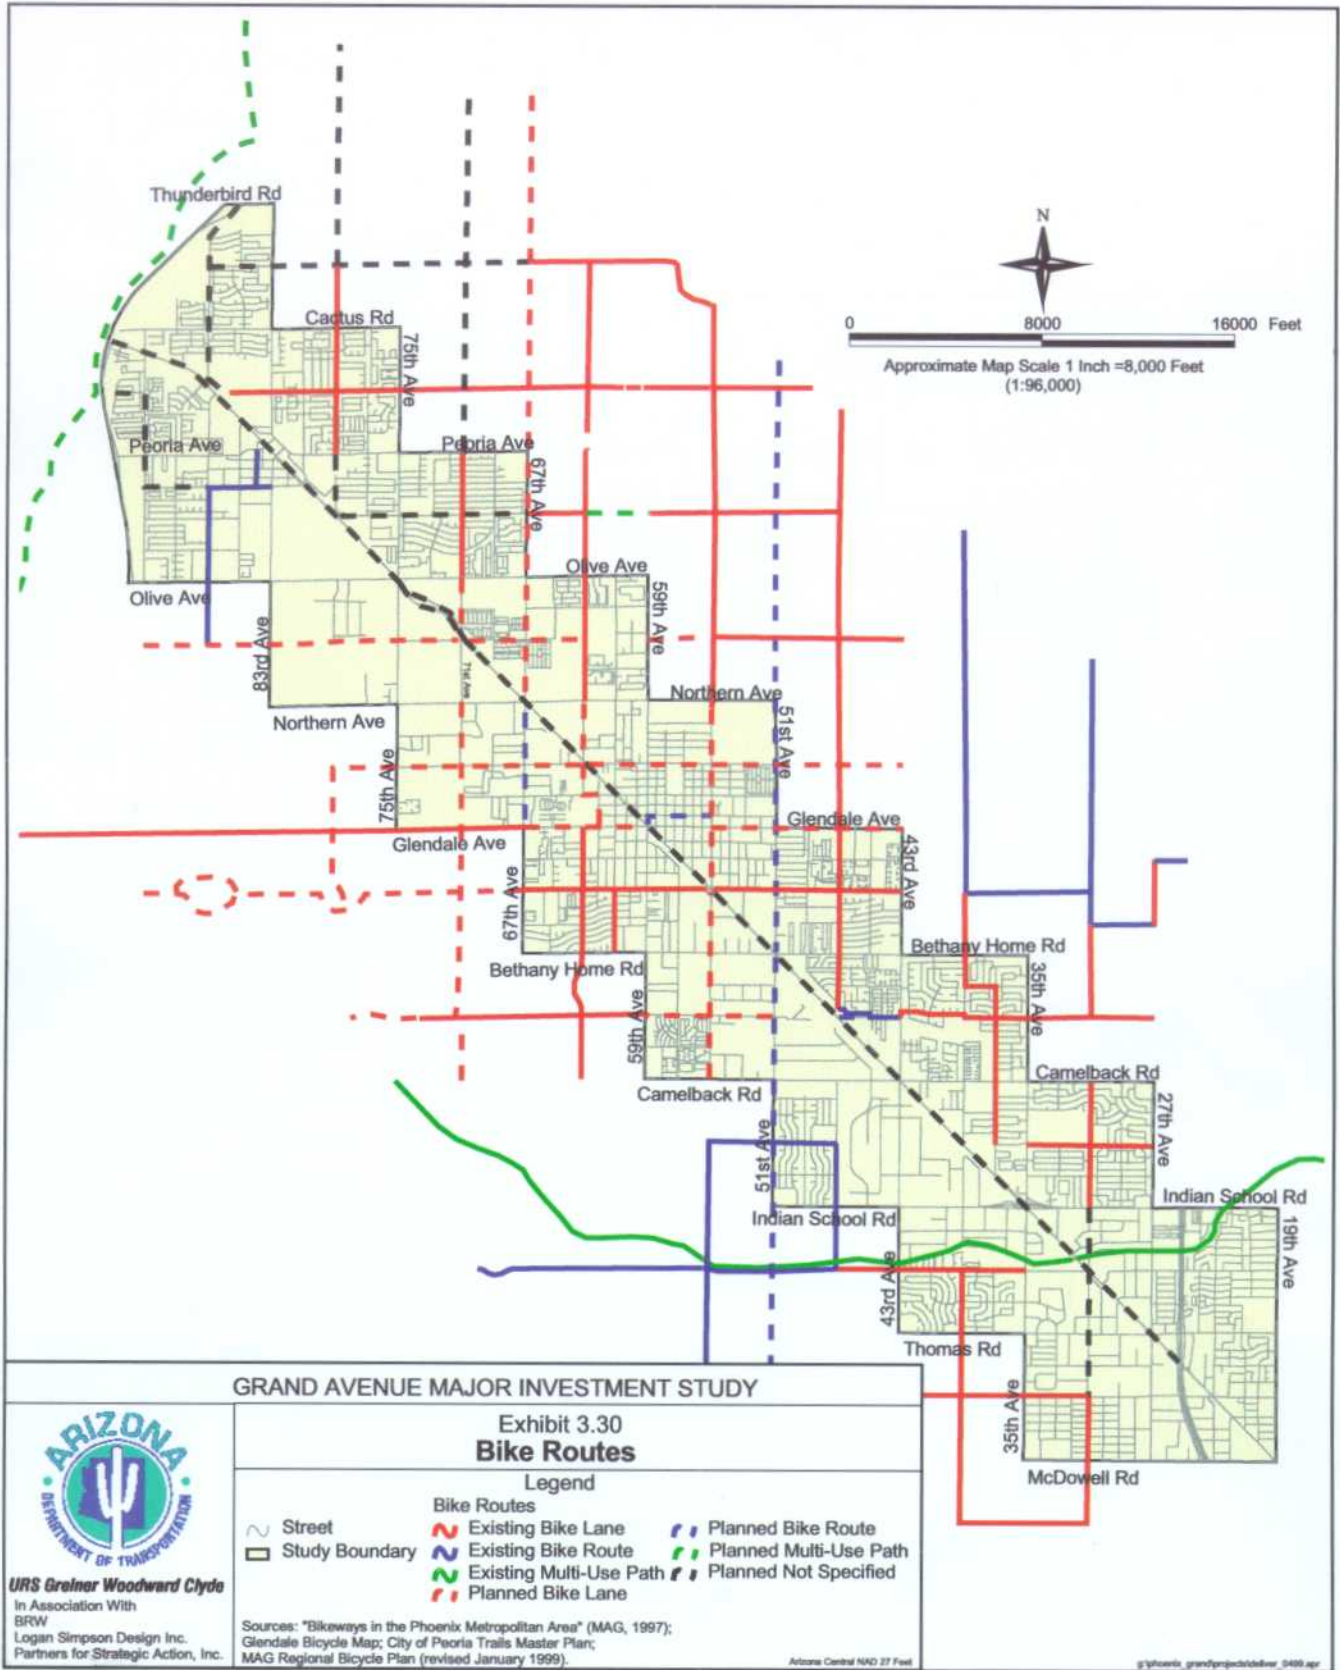 N
Thunderbird Rd
0 8000 16000 Feet
Cactus Rd
75th Ave
Approximate Map Scale 1 Inch =8,000 Feet
(1:96,000)
Peoria Ave
Peoria Ave
67th Ave
Olive Ave
Olive Ave
59th Ave
83rd Ave
71st Ave
Northern Ave
Northern Ave
51st Ave
75th Ave
Glendale Ave
Glendale Ave
43rd Ave
67th Ave
Bethany Home Rd
Bethany Home Rd
35th Ave
59th Ave
Camelback Rd
Camelback Rd
27th Ave
51st Ave
Indian School Rd
Indian School Rd
19th Ave
43rd Ave
Thomas Rd
35th Ave
McDowell Rd
GRAND AVENUE MAJOR INVESTMENT STUDY
Exhibit 3.30
Bike Routes
Legend
Bike Routes
Street
Study Boundary
Existing Bike Lane
Existing Bike Route
Existing Multi-Use Path
Planned Bike Lane
Planned Bike Route
Planned Multi-Use Path
Planned Not Specified
ARIZONA
DEPARTMENT OF TRANSPORTATION
URS Greiner Woodward Clyde
In Association With
BRW
Logan Simpson Design Inc.
Partners for Strategic Action, Inc.
Sources: "Bikeways in the Phoenix Metropolitan Area" (MAG, 1997);
Glendale Bicycle Map; City of Peoria Trails Master Plan;
MAG Regional Bicycle Plan (revised January 1999).
Arizona Central NAD 27 Feet
g:\phoenix_grand\projects\deliver_0499.apr